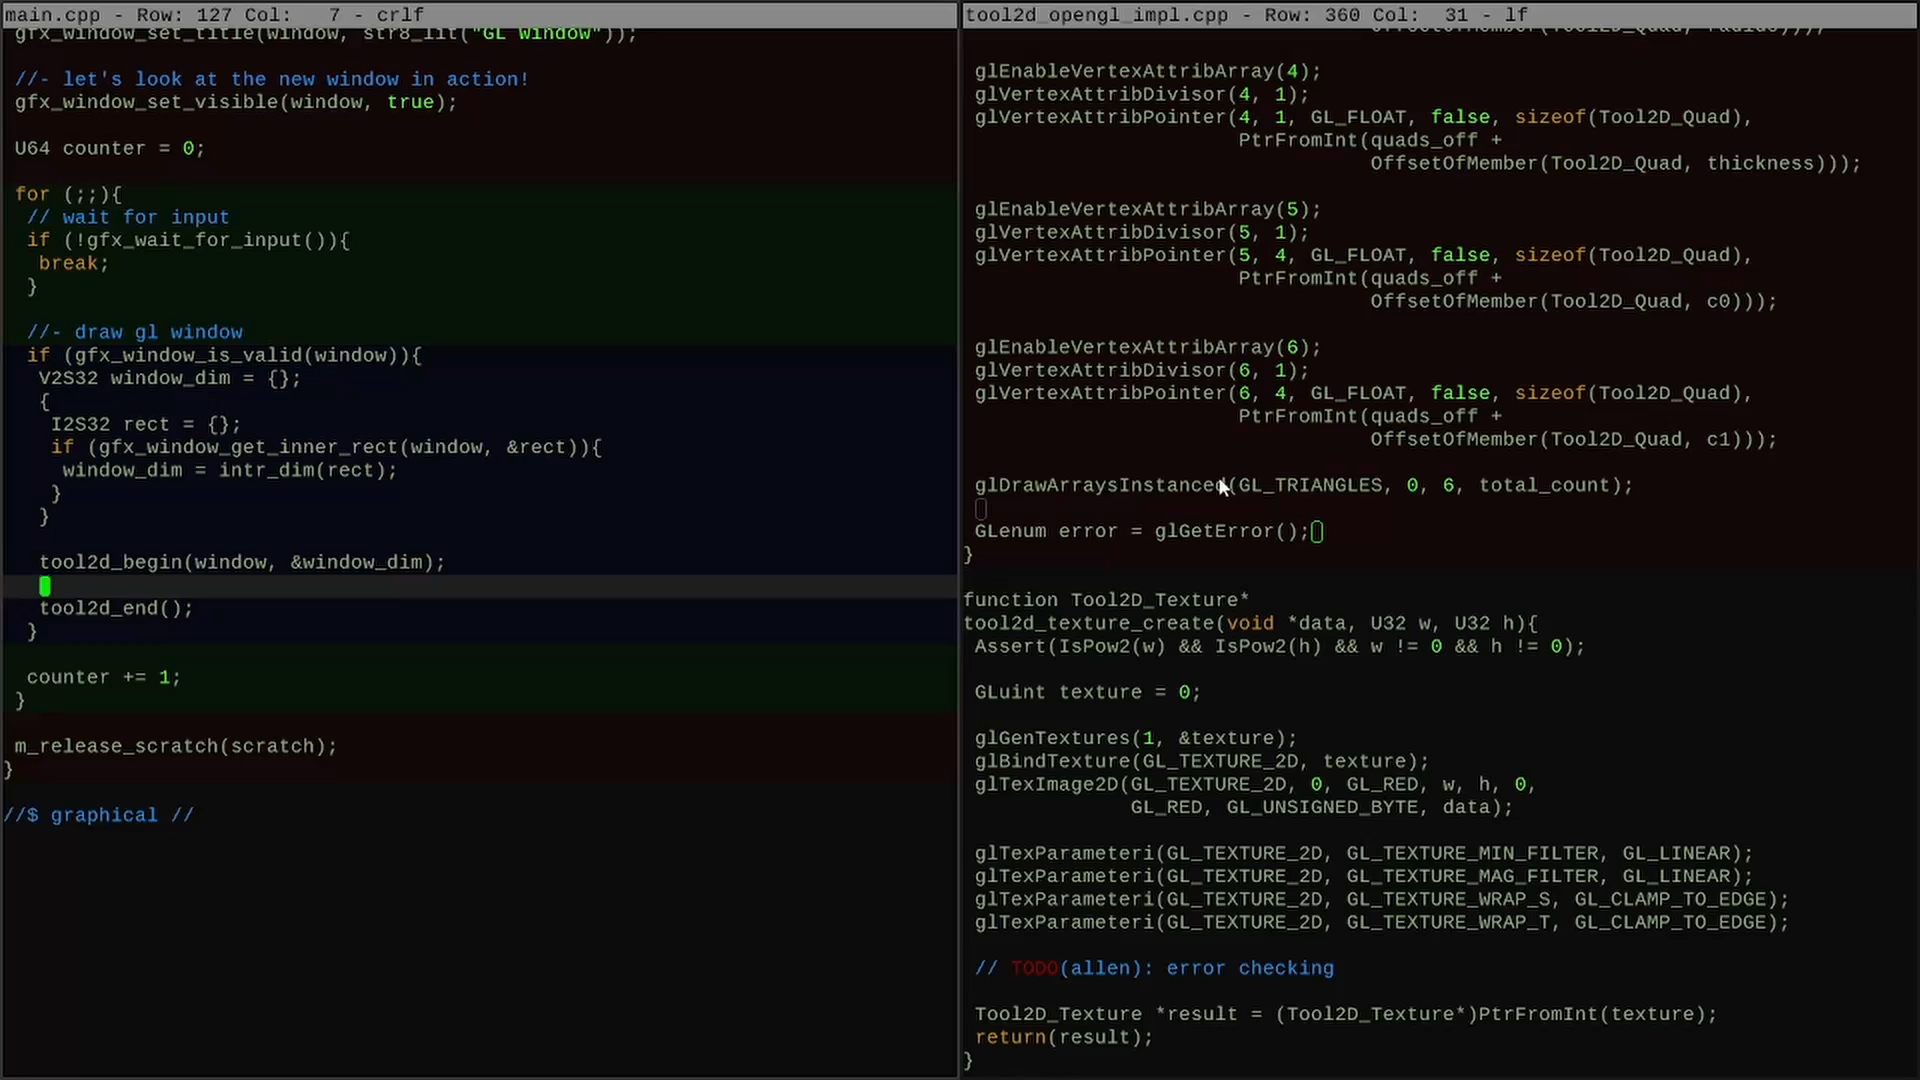 main.cpp - Row: 127 Col:   7 - crlf
gfx_window_set_title(window, str8_lit("GL Window"));
//- let's look at the new window in action!
gfx_window_set_visible(window, true);
U64 counter = 0;
for (;;){
// wait for input
if (!gfx_wait_for_input()){
break;
}
//- draw gl window
if (gfx_window_is_valid(window)){
V2S32 window_dim = {};
{
I2S32 rect = {};
if (gfx_window_get_inner_rect(window, &rect)){
window_dim = intr_dim(rect);
}
}
tool2d_begin(window, &window_dim);
tool2d_end();
}
counter += 1;
}
m_release_scratch(scratch);
}
//$ graphical //
tool2d_opengl_impl.cpp - Row: 360 Col:  31 - lf
OffsetOfMember(Tool2D_Quad, radius)));
glEnableVertexAttribArray(4);
glVertexAttribDivisor(4, 1);
glVertexAttribPointer(4, 1, GL_FLOAT, false, sizeof(Tool2D_Quad),
PtrFromInt(quads_off +
OffsetOfMember(Tool2D_Quad, thickness)));
glEnableVertexAttribArray(5);
glVertexAttribDivisor(5, 1);
glVertexAttribPointer(5, 4, GL_FLOAT, false, sizeof(Tool2D_Quad),
PtrFromInt(quads_off +
OffsetOfMember(Tool2D_Quad, c0)));
glEnableVertexAttribArray(6);
glVertexAttribDivisor(6, 1);
glVertexAttribPointer(6, 4, GL_FLOAT, false, sizeof(Tool2D_Quad),
PtrFromInt(quads_off +
OffsetOfMember(Tool2D_Quad, c1)));
glDrawArraysInstanced(GL_TRIANGLES, 0, 6, total_count);
GLenum error = glGetError();
}
function Tool2D_Texture*
tool2d_texture_create(void *data, U32 w, U32 h){
Assert(IsPow2(w) && IsPow2(h) && w != 0 && h != 0);
GLuint texture = 0;
glGenTextures(1, &texture);
glBindTexture(GL_TEXTURE_2D, texture);
glTexImage2D(GL_TEXTURE_2D, 0, GL_RED, w, h, 0,
GL_RED, GL_UNSIGNED_BYTE, data);
glTexParameteri(GL_TEXTURE_2D, GL_TEXTURE_MIN_FILTER, GL_LINEAR);
glTexParameteri(GL_TEXTURE_2D, GL_TEXTURE_MAG_FILTER, GL_LINEAR);
glTexParameteri(GL_TEXTURE_2D, GL_TEXTURE_WRAP_S, GL_CLAMP_TO_EDGE);
glTexParameteri(GL_TEXTURE_2D, GL_TEXTURE_WRAP_T, GL_CLAMP_TO_EDGE);
// TODO(allen): error checking
Tool2D_Texture *result = (Tool2D_Texture*)PtrFromInt(texture);
return(result);
}